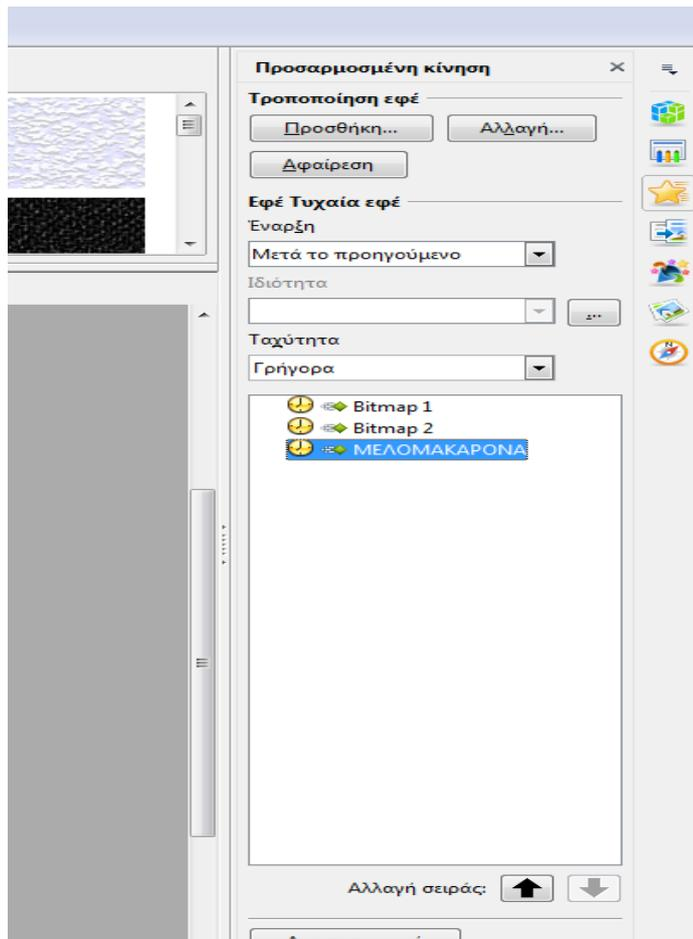 Προσαρμοσμένη κίνηση
Τροποποίηση εφέ
Προσθήκη... Αλλαγή...
Αφαίρεση
Εφέ Τυχαία εφέ
Έναρξη
Μετά το προηγούμενο
Ιδιότητα
Ταχύτητα
Γρήγορα
Bitmap 1
Bitmap 2
ΜΕΛΟΜΑΚΑΡΟΝΑ
Αλλαγή σειράς: